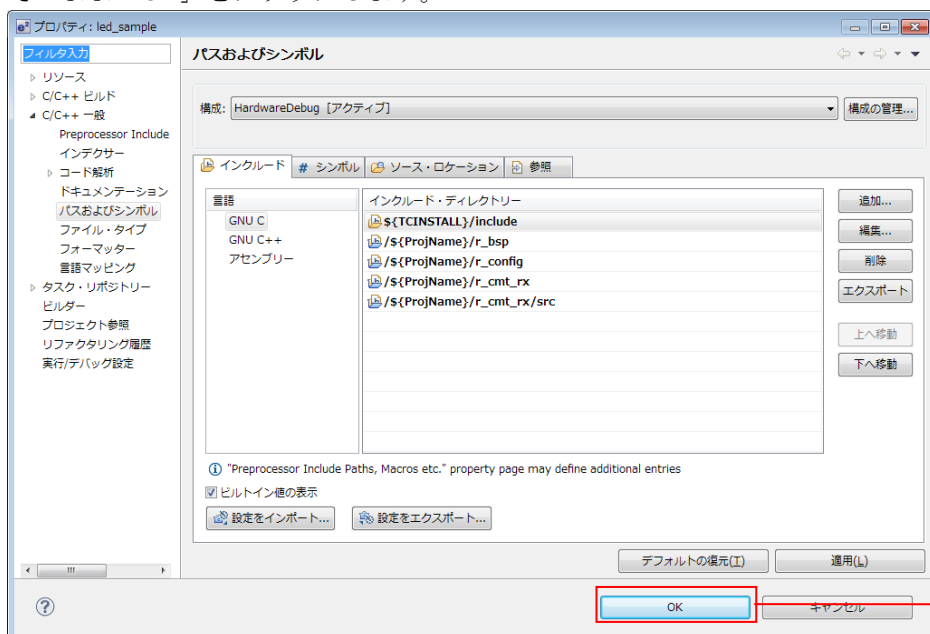 プロパティ: led_sample
フィルタ入力
パスおよびシンボル
リソース
C/C++ ビルド
C/C++ 一般
Preprocessor Include
インデクサー
コード解析
ドキュメンテーション
パスおよびシンボル
ファイル・タイプ
フォーマッター
言語マッピング
タスク・リポジトリー
ビルダー
プロジェクト参照
リファクタリング履歴
実行/デバッグ設定
構成: HardwareDebug [アクティブ]
構成の管理...
インクルード # シンボル ソース・ロケーション 参照
言語
GNU C
GNU C++
アセンブリー
インクルード・ディレクトリー
${TCINSTALL}/include
/${ProjName}/r_bsp
/${ProjName}/r_config
/${ProjName}/r_cmt_rx
/${ProjName}/r_cmt_rx/src
追加...
編集...
削除
エクスポート
上へ移動
下へ移動
"Preprocessor Include Paths, Macros etc." property page may define additional entries
ビルトイン値の表示
設定をインポート... 設定をエクスポート...
デフォルトの復元(T) 適用(L)
OK キャンセル